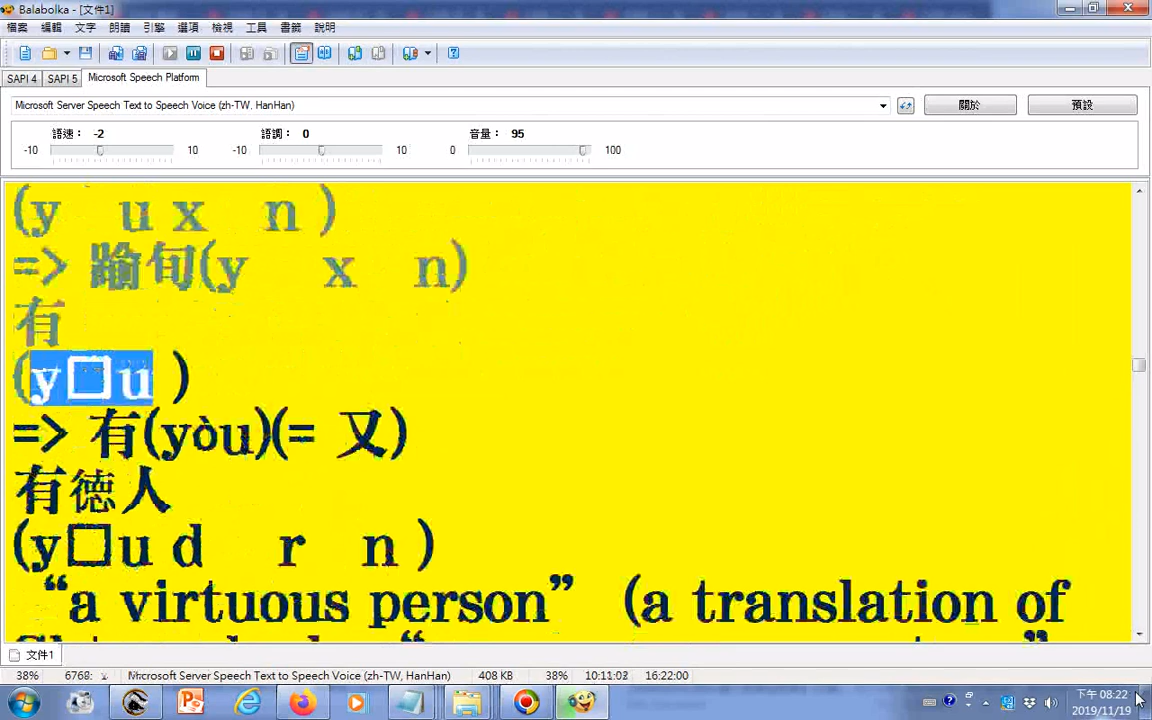 Balabolka - [文件1]
檔案 編輯 文字 朗讀 引擎 選項 檢視 工具 書籤 說明
SAPI 4 SAPI 5 Microsoft Speech Platform
Microsoft Server Speech Text to Speech Voice (zh-TW, HanHan) 關於 預設
語速： -2 語調： 0 音量： 95
-10 10 -10 10 0 100
(y u x n )
=> 踰旬(y x n)
有
(y□u )
=> 有(yòu)(= 又)
有德人
(y□u d r n )
“a virtuous person” (a translation of
文件1
38% 6768: Microsoft Server Speech Text to Speech Voice (zh-TW, HanHan) 408 KB 38% 10:11:02 16:22:00
下午 08:22
2019/11/19